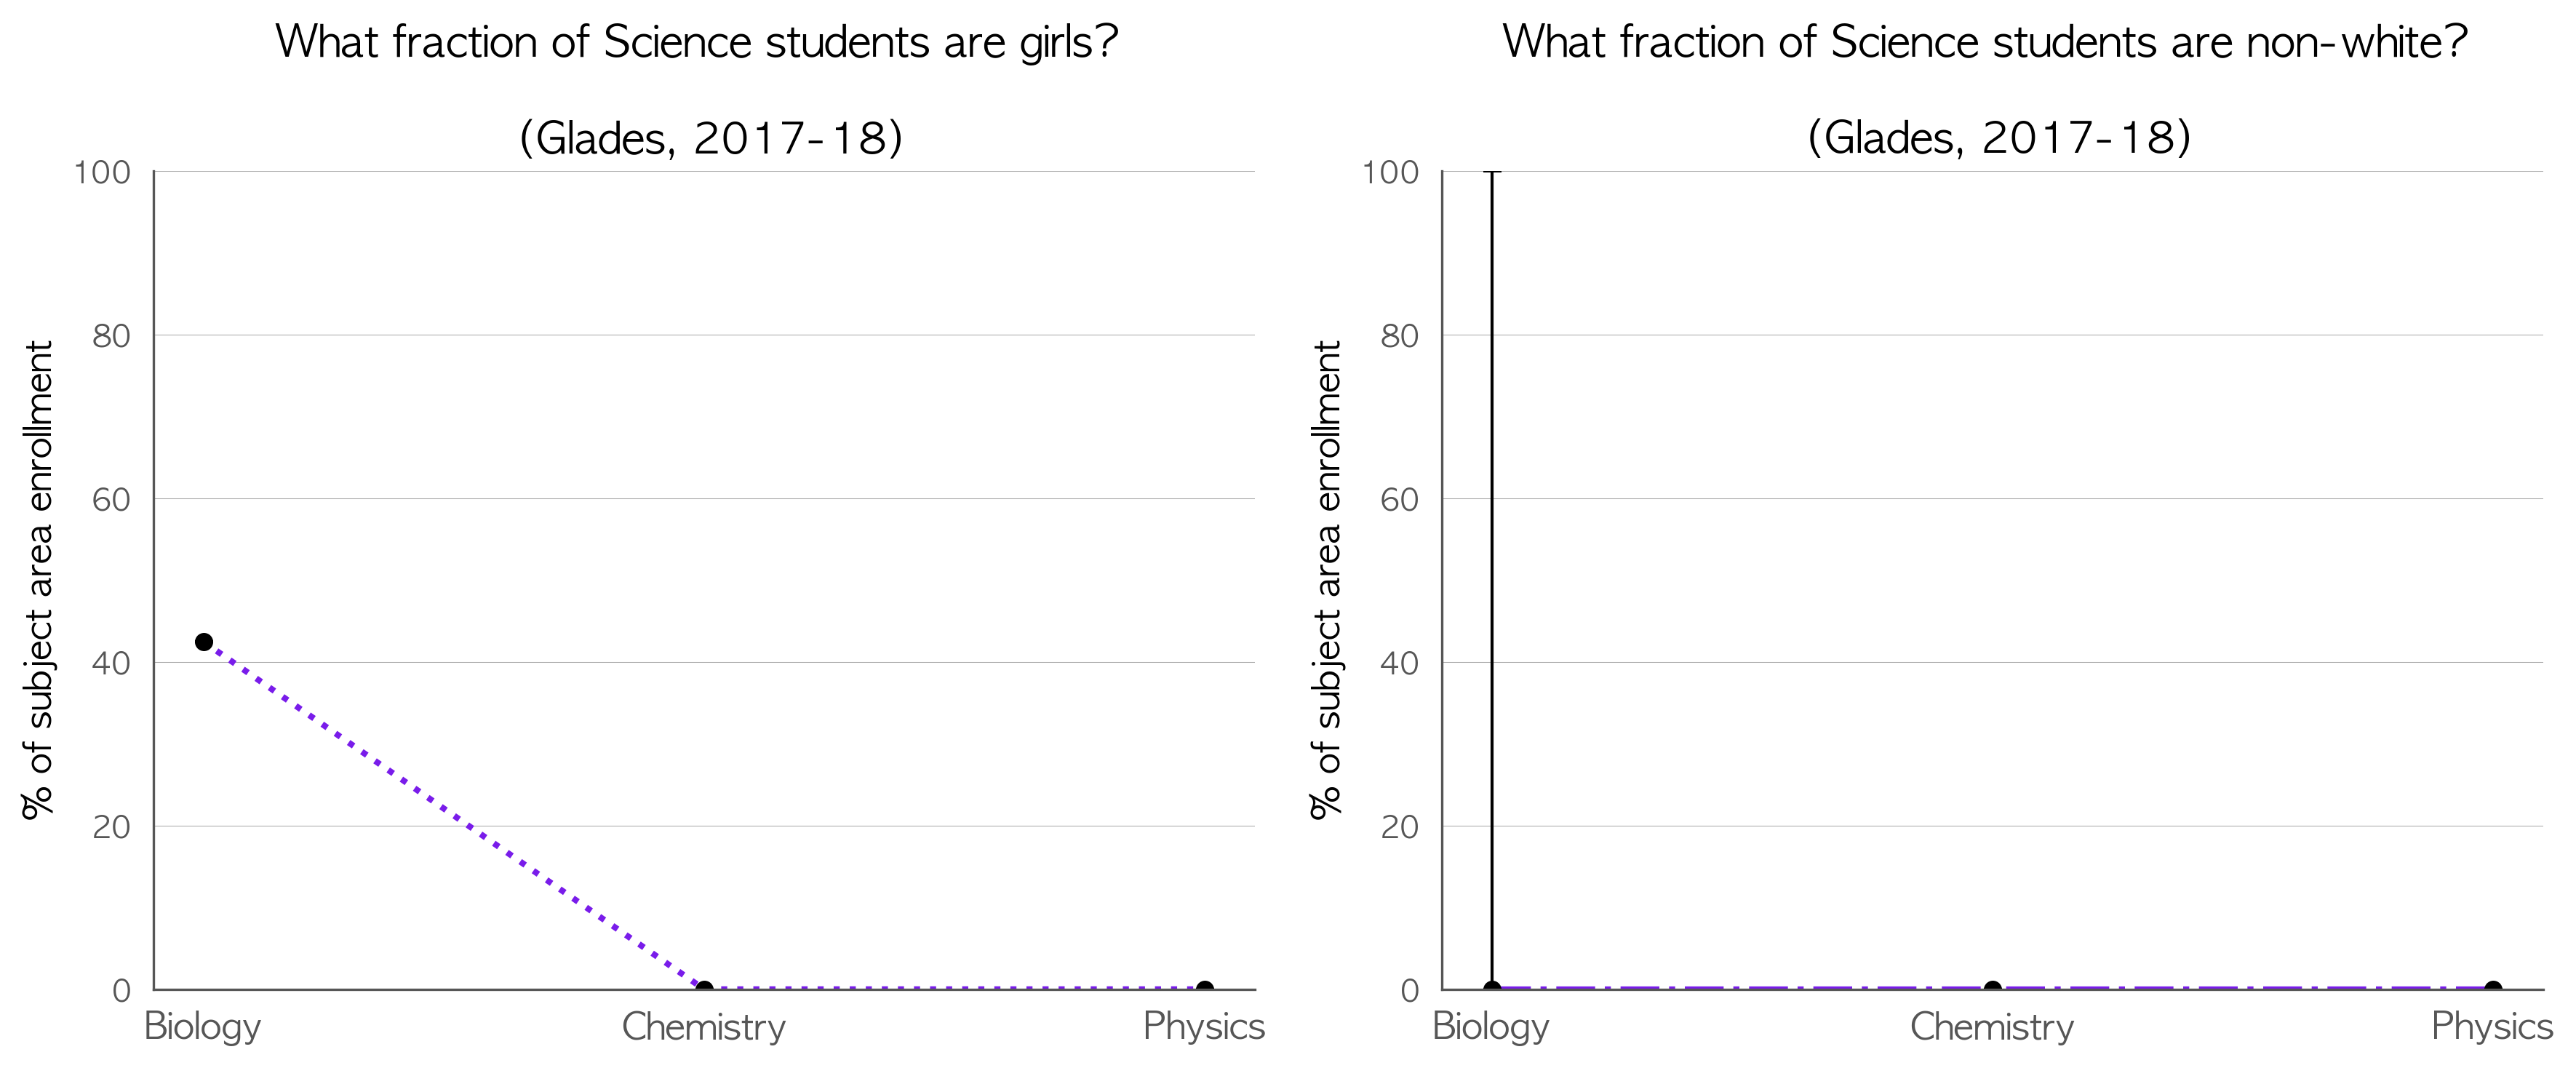 What fraction of Science students are girls?
(Glades, 2017-18)
100
80
60
40
20
0
% of subject area enrollment
Biology
Chemistry
Physics
What fraction of Science students are non-white?
(Glades, 2017-18)
100
80
60
40
20
0
% of subject area enrollment
Biology
Chemistry
Physics